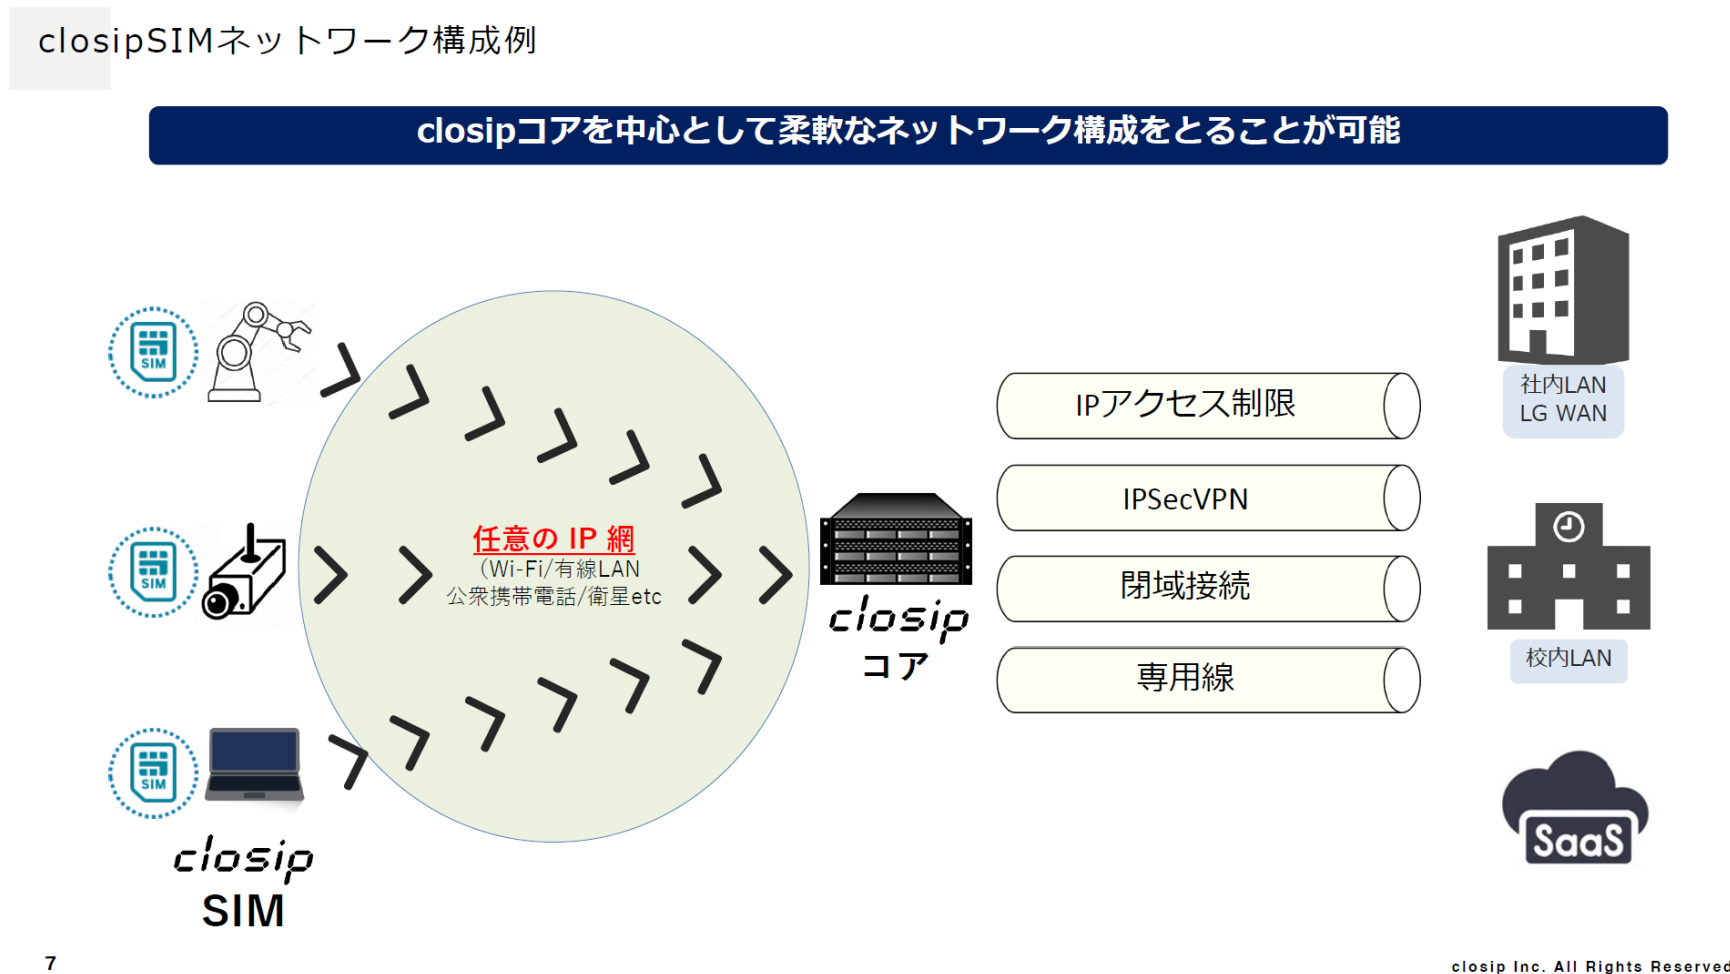 closipSIMネットワーク構成例
closipコアを中心として柔軟なネットワーク構成をとることが可能
SIM
SIM
SIM
closip
SIM
任意の IP 網
（Wi-Fi/有線LAN
公衆携帯電話/衛星etc
closip
コア
IPアクセス制限
IPSecVPN
閉域接続
専用線
社内LAN
LG WAN
校内LAN
SaaS
7
closip Inc. All Rights Reserved